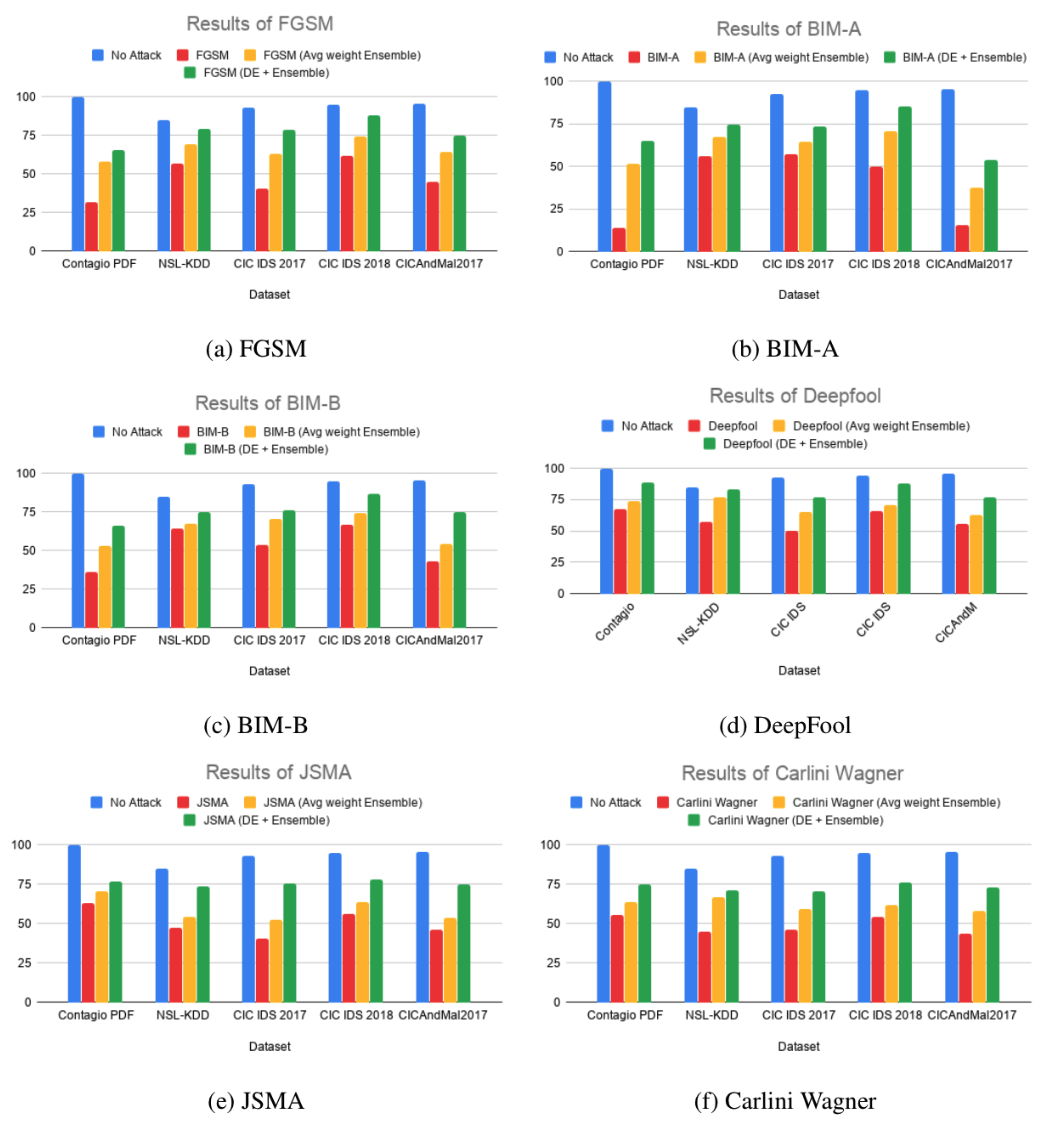 Results of FGSM
No Attack FGSM FGSM (Avg weight Ensemble)
FGSM (DE + Ensemble)
100
75
50
25
0
Contagio PDF NSL-KDD CIC IDS 2017 CIC IDS 2018 CICAndMal2017
Dataset
(a) FGSM
Results of BIM-A
No Attack BIM-A BIM-A (Avg weight Ensemble) BIM-A (DE + Ensemble)
100
75
50
25
0
Contagio PDF NSL-KDD CIC IDS 2017 CIC IDS 2018 CICAndMal2017
Dataset
(b) BIM-A
Results of BIM-B
No Attack BIM-B BIM-B (Avg weight Ensemble)
BIM-B (DE + Ensemble)
100
75
50
25
0
Contagio PDF NSL-KDD CIC IDS 2017 CIC IDS 2018 CICAndMal2017
Dataset
(c) BIM-B
Results of Deepfool
No Attack Deepfool Deepfool (Avg weight Ensemble)
Deepfool (DE + Ensemble)
100
75
50
25
0
Contagio NSL-KDD CIC IDS CIC IDS CICAndM
Dataset
(d) DeepFool
Results of JSMA
No Attack JSMA JSMA (Avg weight Ensemble)
JSMA (DE + Ensemble)
100
75
50
25
0
Contagio PDF NSL-KDD CIC IDS 2017 CIC IDS 2018 CICAndMal2017
Dataset
(e) JSMA
Results of Carlini Wagner
No Attack Carlini Wagner Carlini Wagner (Avg weight Ensemble)
Carlini Wagner (DE + Ensemble)
100
75
50
25
0
Contagio PDF NSL-KDD CIC IDS 2017 CIC IDS 2018 CICAndMal2017
Dataset
(f) Carlini Wagner